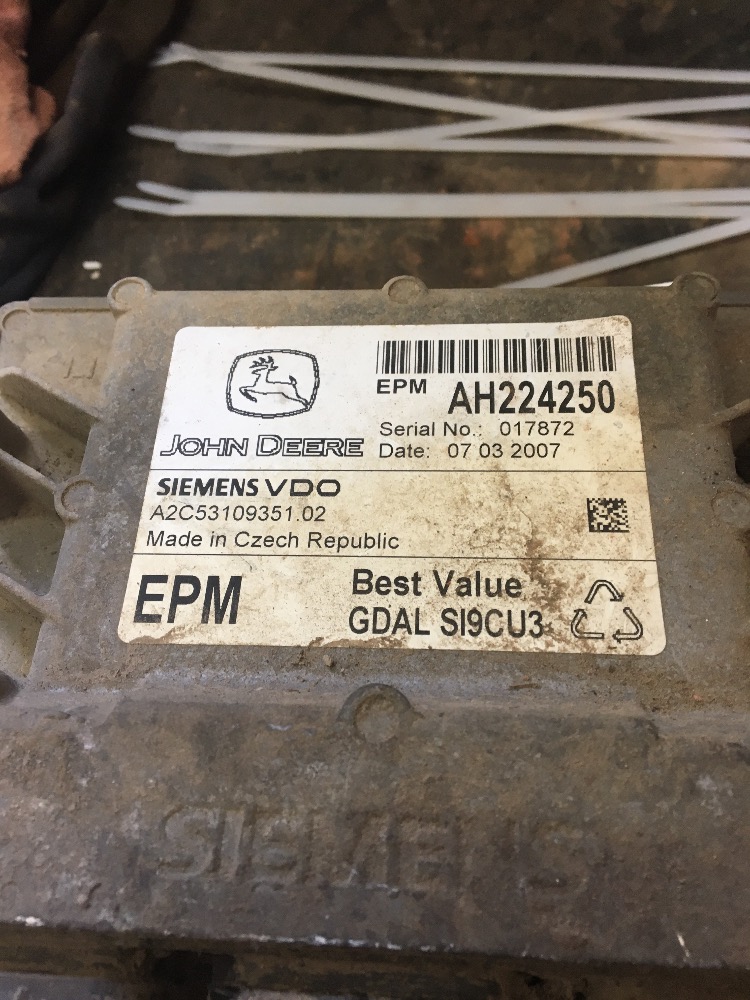 EPM AH224250
JOHN DEERE
Serial No.: 017872
Date: 07 03 2007
SIEMENS VDO
A2C53109351.02
Made in Czech Republic
EPM
Best Value
GDAL SI9CU3
SIEMENS